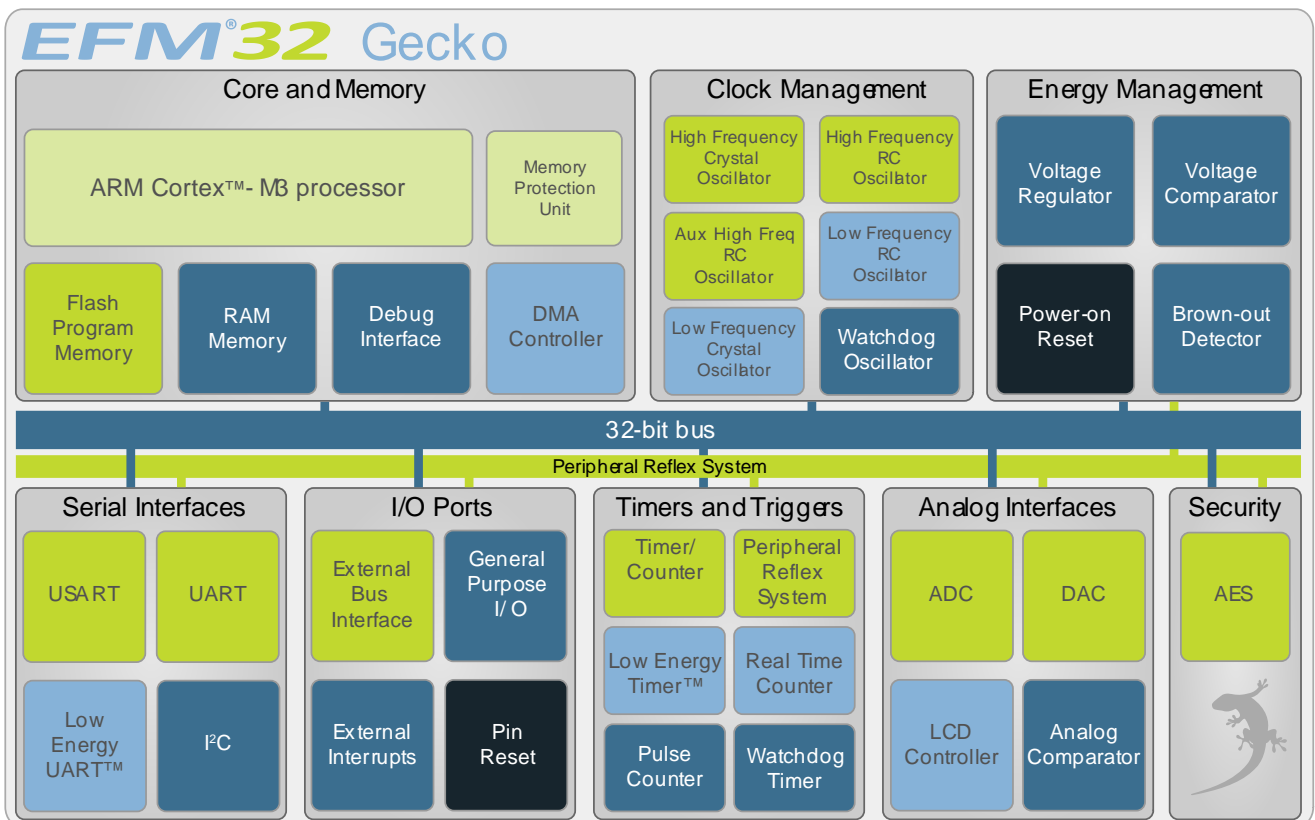 EFM®32 Gecko
Core and Memory
ARM Cortex™- M3 processor
Memory
Protection
Unit
Flash
Program
Memory
RAM
Memory
Debug
Interface
DMA
Controller
Clock Management
High Frequency
Crystal
Oscillator
High Frequency
RC
Oscillator
Aux High Freq
RC
Oscillator
Low Frequency
RC
Oscillator
Low Frequency
Crystal
Oscillator
Watchdog
Oscillator
Energy Management
Voltage
Regulator
Voltage
Comparator
Power-on
Reset
Brown-out
Detector
32-bit bus
Peripheral Reflex System
Serial Interfaces
USART
UART
Low
Energy
UART™
I²C
I/O Ports
External
Bus
Interface
General
Purpose
I/ O
External
Interrupts
Pin
Reset
Timers and Triggers
Timer/
Counter
Peripheral
Reflex
System
Low Energy
Timer™
Real Time
Counter
Pulse
Counter
Watchdog
Timer
Analog Interfaces
ADC
DAC
LCD
Controller
Analog
Comparator
Security
AES